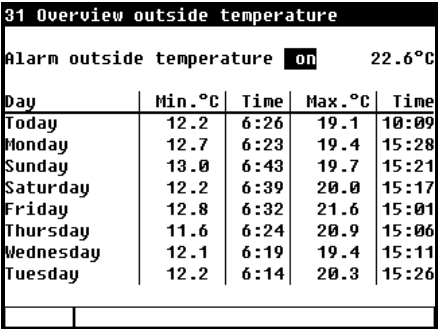 31 Overview outside temperature
Alarm outside temperature on 22.6°C
Day Min.°C Time Max.°C Time
Today 12.2 6:26 19.1 10:09
Monday 12.7 6:23 19.4 15:28
Sunday 13.0 6:43 19.7 15:21
Saturday 12.2 6:39 20.0 15:17
Friday 12.8 6:32 21.6 15:01
Thursday 11.6 6:24 20.9 15:06
Wednesday 12.1 6:19 19.4 15:11
Tuesday 12.2 6:14 20.3 15:26